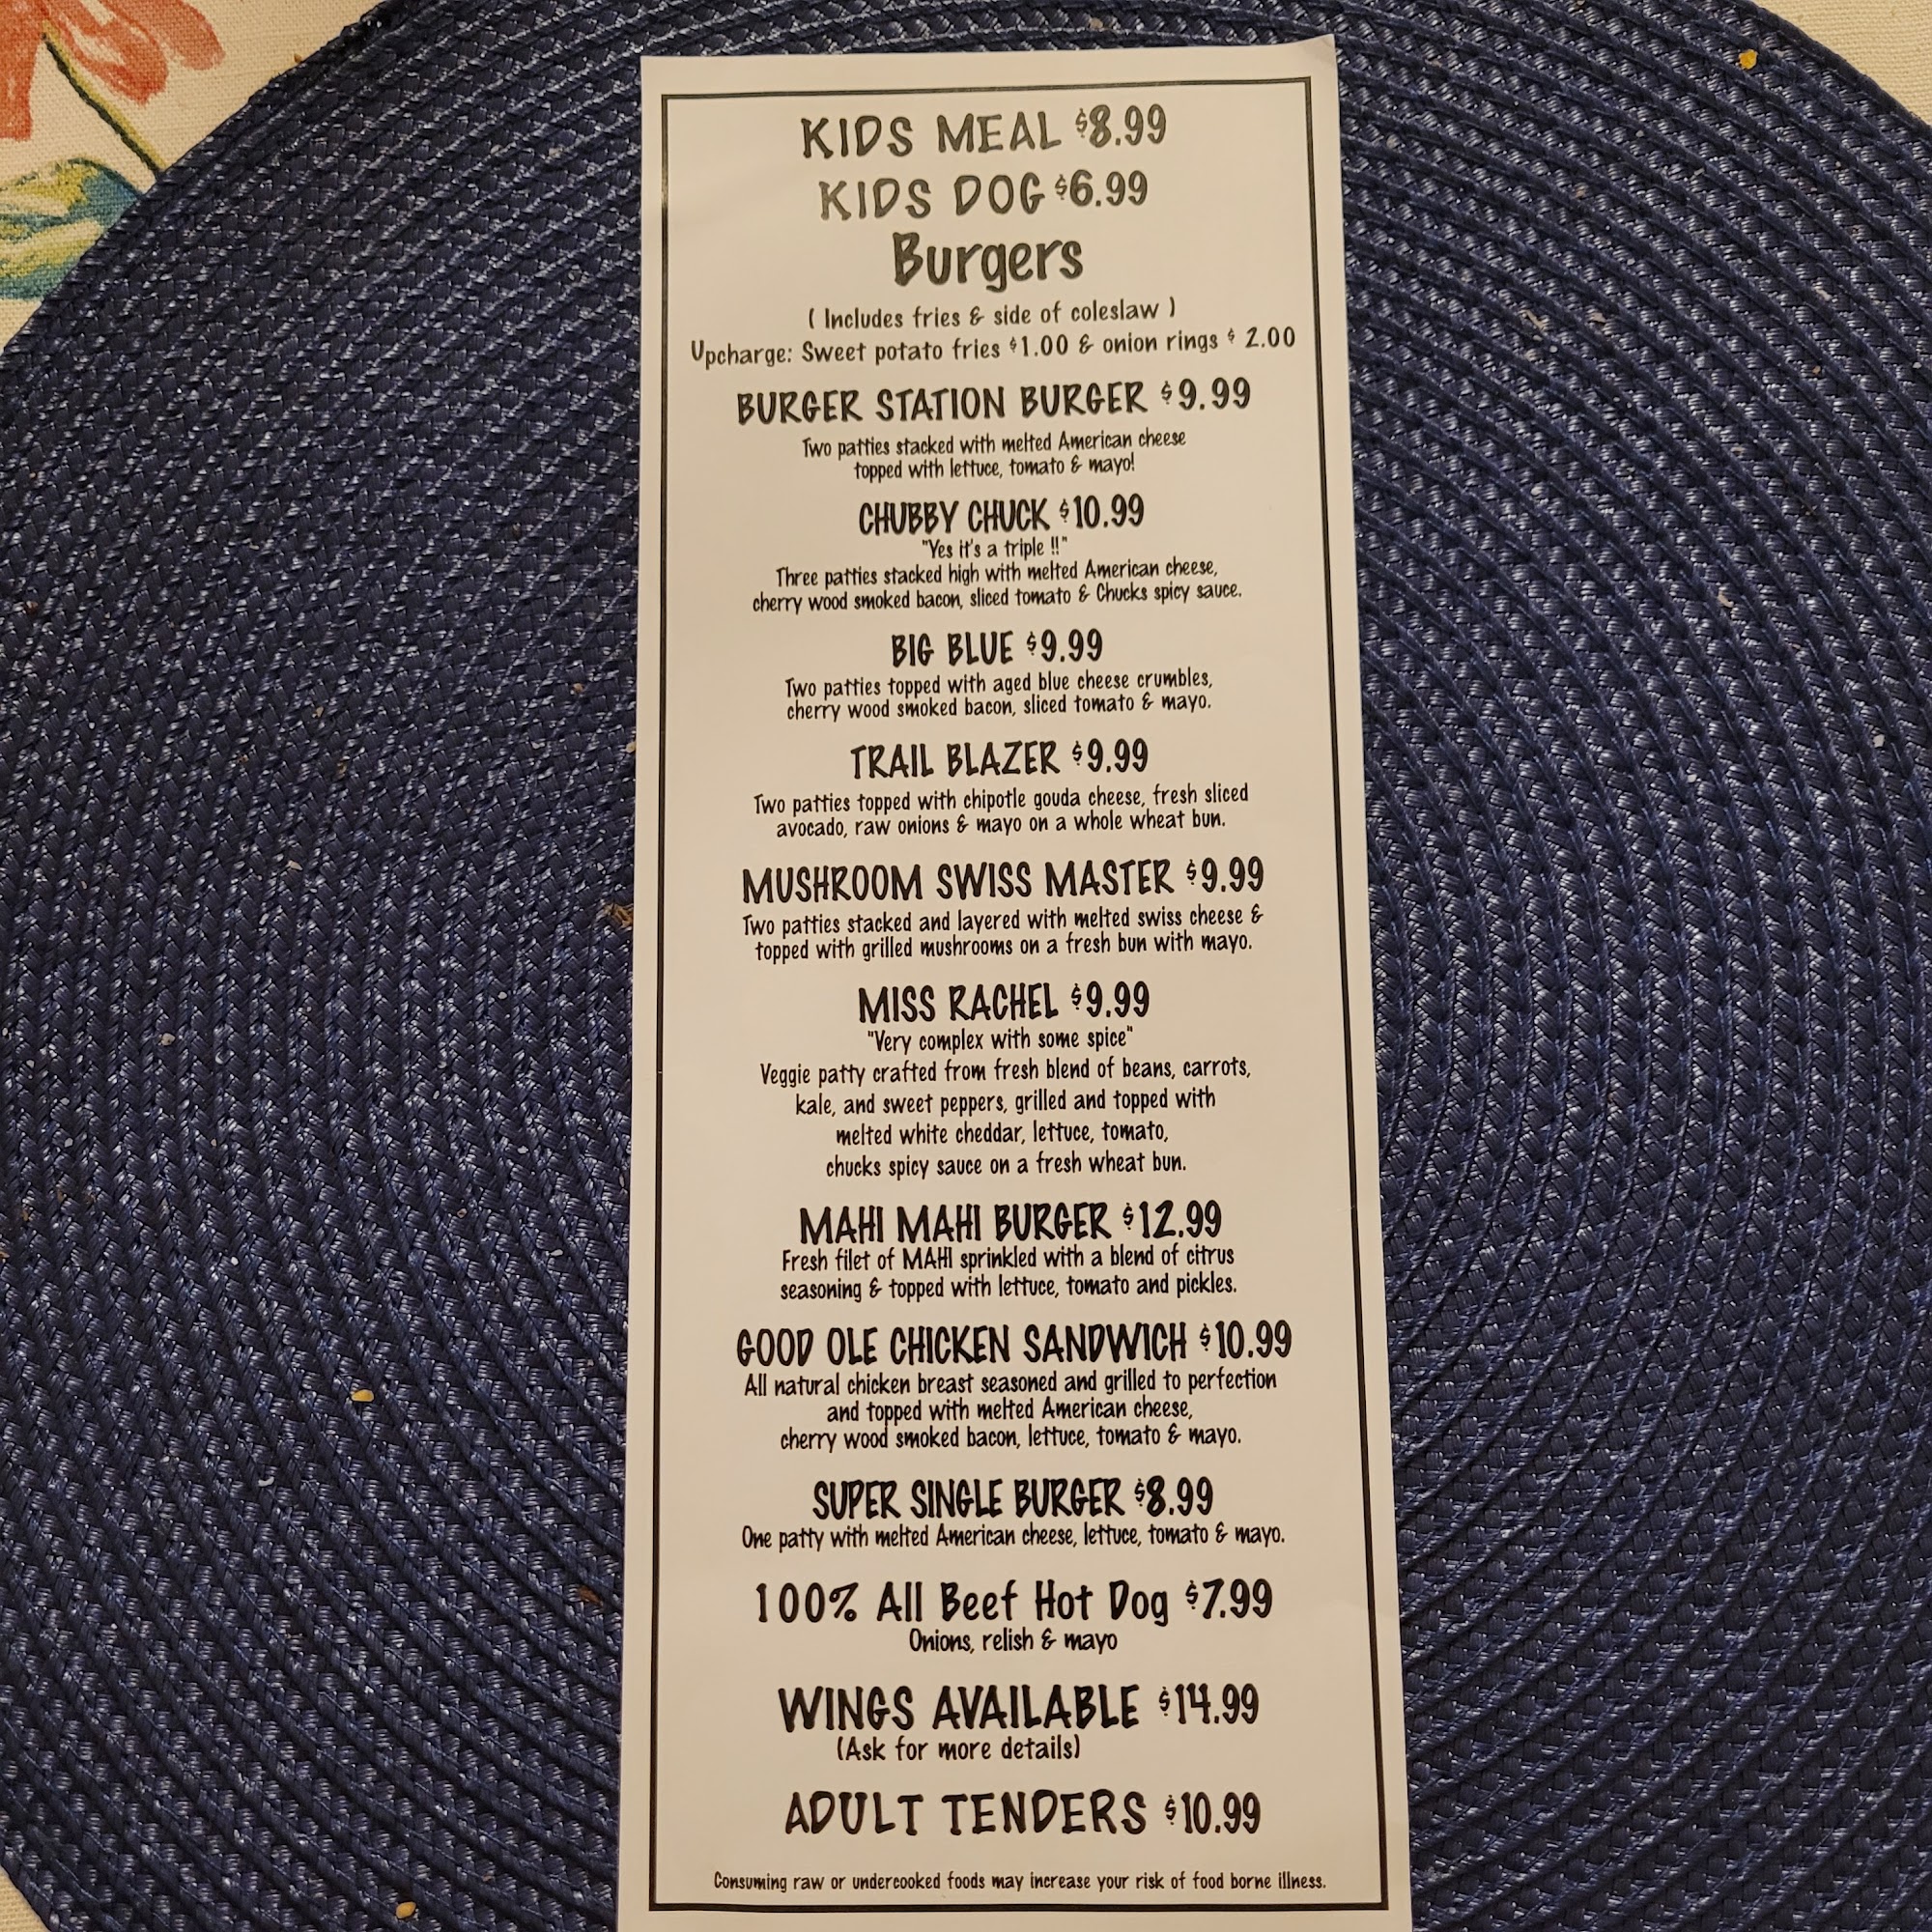 KIDS MEAL $8.99
KIDS DOG $6.99
Burgers
( Includes fries & side of coleslaw )
Upcharge: Sweet potato fries $1.00 & onion rings $ 2.00
BURGER STATION BURGER $9.99
Two patties stacked with melted American cheese
topped with lettuce, tomato & mayo!
CHUBBY CHUCK $10.99
"Yes it's a triple !!"
Three patties stacked high with melted American cheese,
cherry wood smoked bacon, sliced tomato & Chucks spicy sauce.
BIG BLUE $9.99
Two patties topped with aged blue cheese crumbles,
cherry wood smoked bacon, sliced tomato & mayo.
TRAIL BLAZER $9.99
Two patties topped with chipotle gouda cheese, fresh sliced
avocado, raw onions & mayo on a whole wheat bun.
MUSHROOM SWISS MASTER $9.99
Two patties stacked and layered with melted swiss cheese &
topped with grilled mushrooms on a fresh bun with mayo.
MISS RACHEL $9.99
"Very complex with some spice"
Veggie patty crafted from fresh blend of beans, carrots,
kale, and sweet peppers, grilled and topped with
melted white cheddar, lettuce, tomato,
chucks spicy sauce on a fresh wheat bun.
MAHI MAHI BURGER $12.99
Fresh filet of MAHI sprinkled with a blend of citrus
seasoning & topped with lettuce, tomato and pickles.
GOOD OLE CHICKEN SANDWICH $10.99
All natural chicken breast seasoned and grilled to perfection
and topped with melted American cheese,
cherry wood smoked bacon, lettuce, tomato & mayo.
SUPER SINGLE BURGER $8.99
One patty with melted American cheese, lettuce, tomato & mayo.
100% All Beef Hot Dog $7.99
Onions, relish & mayo
WINGS AVAILABLE $14.99
(Ask for more details)
ADULT TENDERS $10.99
Consuming raw or undercooked foods may increase your risk of food borne illness.